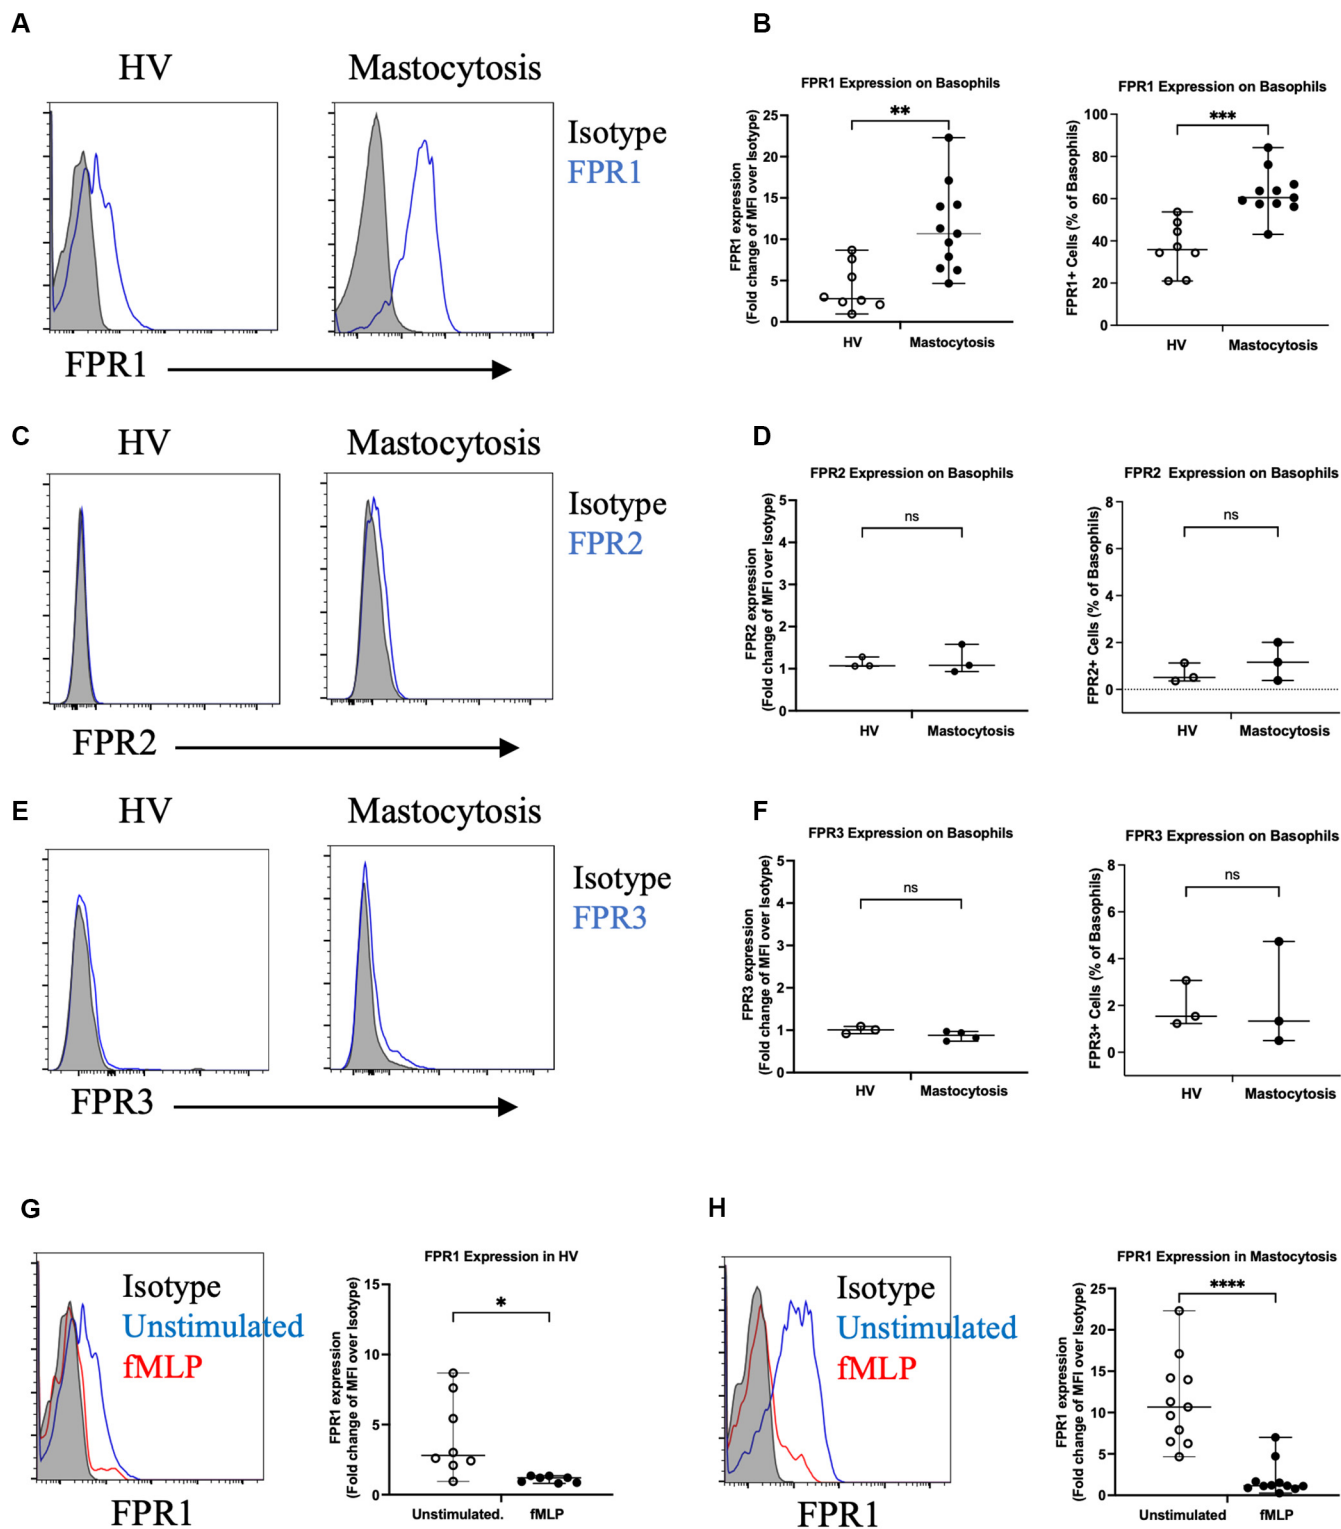 A
HV
Mastocytosis
Isotype
FPR1
FPR1
B
FPR1 Expression on Basophils
FPR1 expression
(Fold change of MFI over Isotype)
25
20
15
10
5
0
**
HV
Mastocytosis
FPR1 Expression on Basophils
FPR1+ Cells (% of Basophils)
100
80
60
40
20
0
***
HV
Mastocytosis
C
HV
Mastocytosis
Isotype
FPR2
FPR2
D
FPR2 Expression on Basophils
FPR2 expression
(Fold change of MFI over Isotype)
5
4
3
2
1
0
ns
HV
Mastocytosis
FPR2 Expression on Basophils
FPR2+ Cells (% of Basophils)
8
6
4
2
0
ns
HV
Mastocytosis
E
HV
Mastocytosis
Isotype
FPR3
FPR3
F
FPR3 Expression on Basophils
FPR3 expression
(Fold change of MFI over Isotype)
5
4
3
2
1
0
ns
HV
Mastocytosis
FPR3 Expression on Basophils
FPR3+ Cells (% of Basophils)
8
6
4
2
0
ns
HV
Mastocytosis
G
Isotype
Unstimulated
fMLP
FPR1
FPR1 Expression in HV
FPR1 expression
(Fold change of MFI over Isotype)
15
10
5
0
*
Unstimulated.
fMLP
H
Isotype
Unstimulated
fMLP
FPR1
FPR1 Expression in Mastocytosis
FPR1 expression
(Fold change of MFI over Isotype)
25
20
15
10
5
0
****
Unstimulated
fMLP